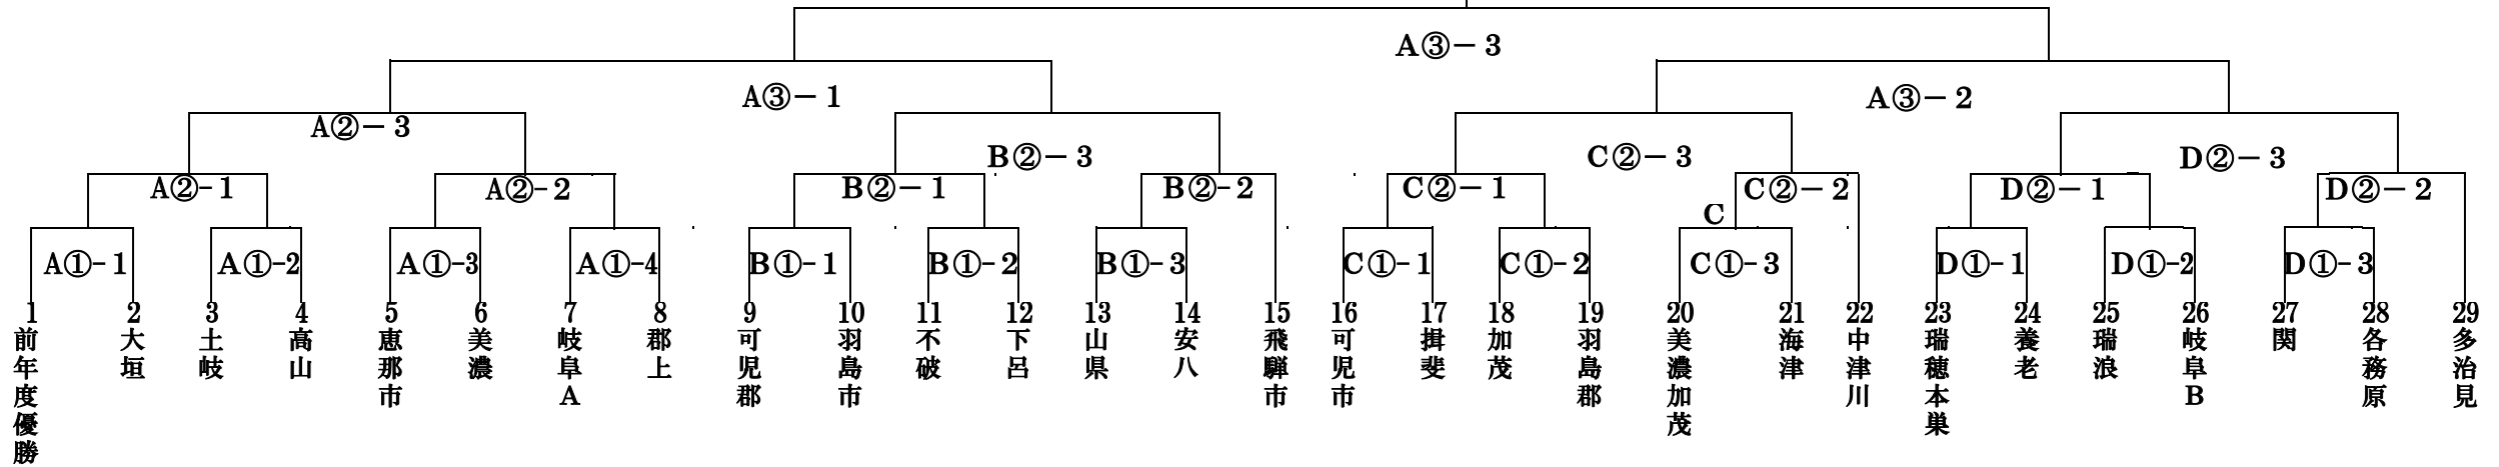 A③－3
A③－1
A③－2
A②－3
B②－3
C②－3
D②－3
A②-1
A②-2
B②－1
B②-2
C②－1
C②－2
D②－1
D②－2
C
A①-1
A①-2
A①-3
A①-4
B①-1
B①-2
B①-3
C①-1
C①-2
C①-3
D①-1
D①-2
D①-3
1 前年度優勝
2 大垣
3 土岐
4 高山
5 恵那市
6 美濃
7 岐阜A
8 郡上
9 可児郡
10 羽島市
11 不破
12 下呂
13 山県
14 安八
15 飛騨市
16 可児市
17 揖斐
18 加茂
19 羽島郡
20 美濃加茂
21 海津
22 中津川
23 瑞穂本巣
24 養老
25 瑞浪
26 岐阜B
27 関
28 各務原
29 多治見